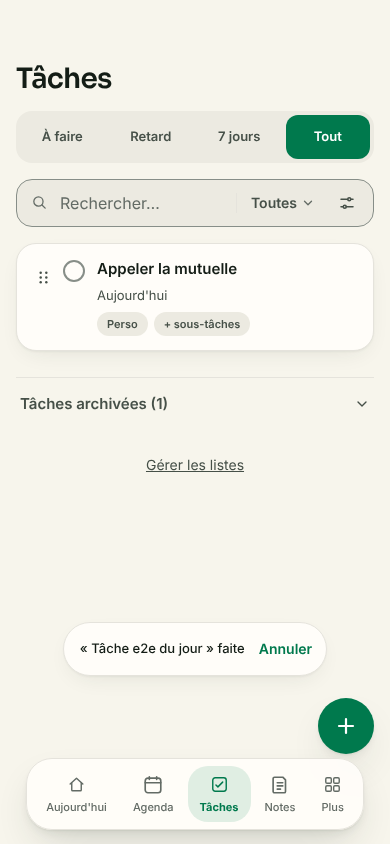 Tâches
À faire Retard 7 jours Tout
Rechercher... Toutes
Appeler la mutuelle
Aujourd'hui
Perso + sous-tâches
Tâches archivées (1)
Gérer les listes
« Tâche e2e du jour » faite Annuler
Aujourd'hui Agenda Tâches Notes Plus